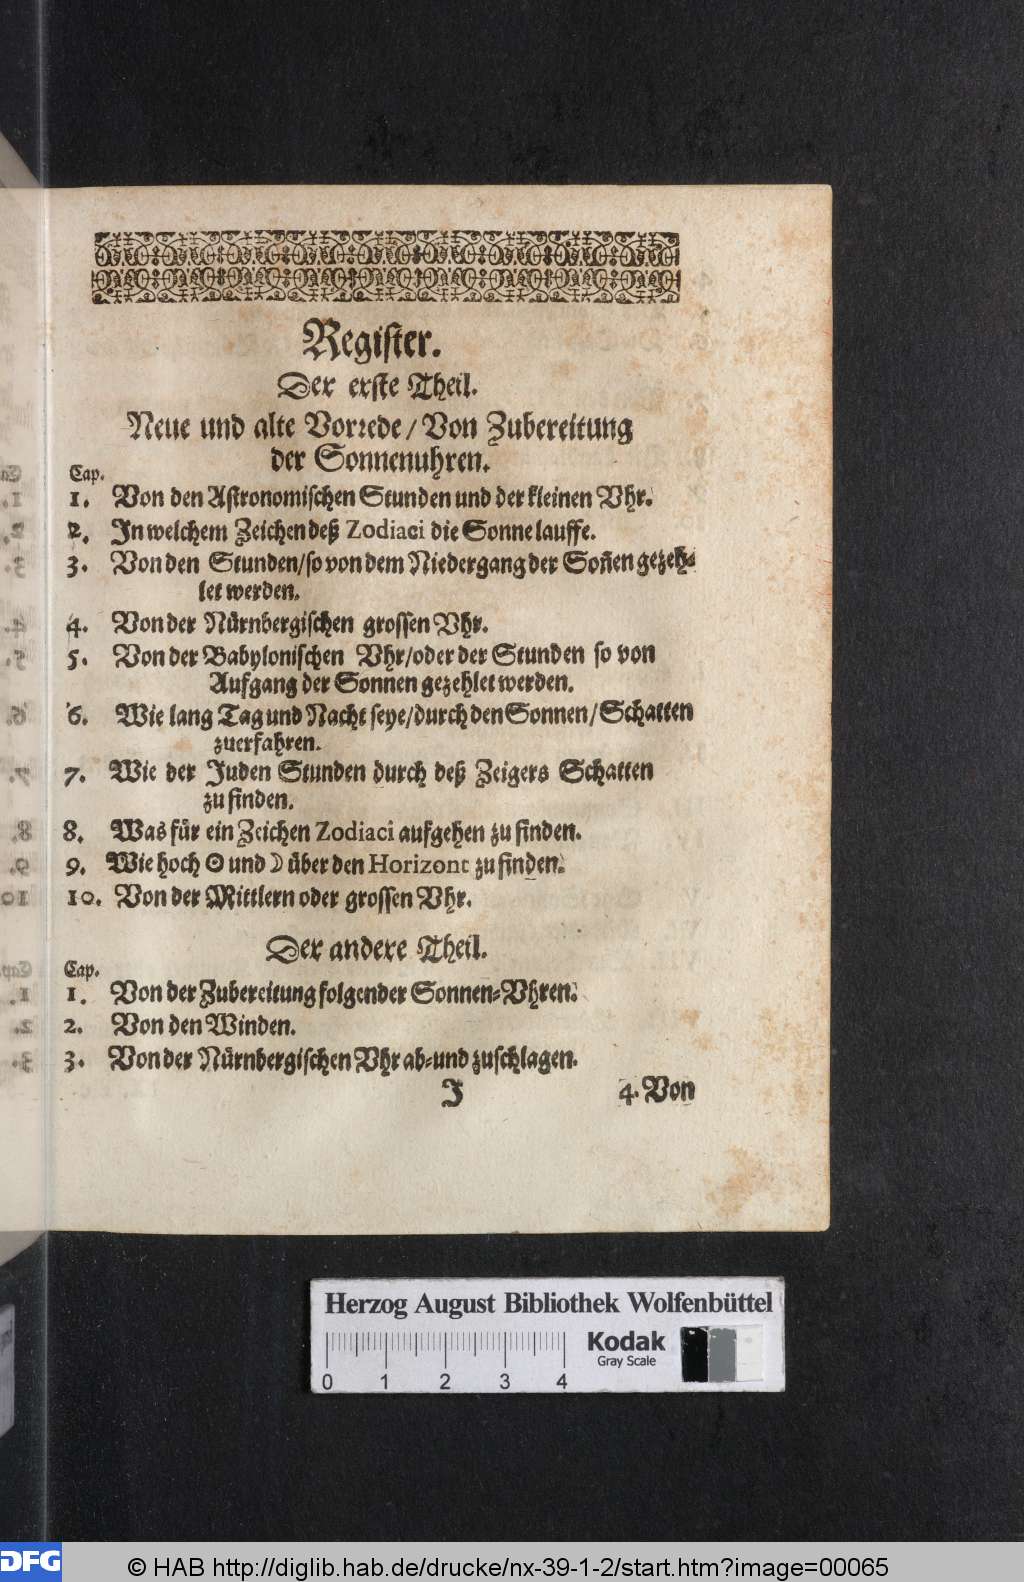 Register.
Der erste Theil.
Neue und alte Vorrede/ Von Zubereitung
der Sonnenuhren.
Cap.
1. Von den Astronomischen Stunden und der kleinen Vhr.
2. In welchem Zeichen deß Zodiaci die Sonne lauffe.
3. Von den Stunden/ so von dem Niedergang der Soñen gezeh-
let werden.
4. Von der Nürnbergischen grossen Vhr.
5. Von der Babylonischen Vhr/ oder der Stunden so von
Aufgang der Sonnen gezehlet werden.
6. Wie lang Tag und Nacht seye/ durch den Sonnen/ Schatten
zuerfahren.
7. Wie der Juden Stunden durch deß Zeigers Schatten
zu finden.
8. Was für ein Zeichen Zodiaci aufgehen zu finden.
9. Wie hoch ☉ und ☽ über den Horizont zu finden.
10. Von der Mittlern oder grossen Vhr.
Der andere Theil.
Cap.
1. Von der Zubereitung folgender Sonnen-Vhren.
2. Von den Winden.
3. Von der Nürnbergischen Vhr ab-und zuschlagen.
J 4. Von
Herzog August Bibliothek Wolfenbüttel
Kodak
Gray Scale
0 1 2 3 4
DFG © HAB http://diglib.hab.de/drucke/nx-39-1-2/start.htm?image=00065